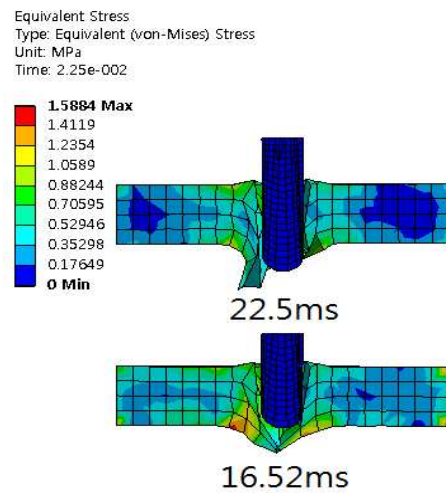 Equivalent Stress
Type: Equivalent (von-Mises) Stress
Unit: MPa
Time: 2.25e-002
1.5884 Max
1.4119
1.2354
1.0589
0.88244
0.70595
0.52946
0.35298
0.17649
0 Min
22.5ms
16.52ms